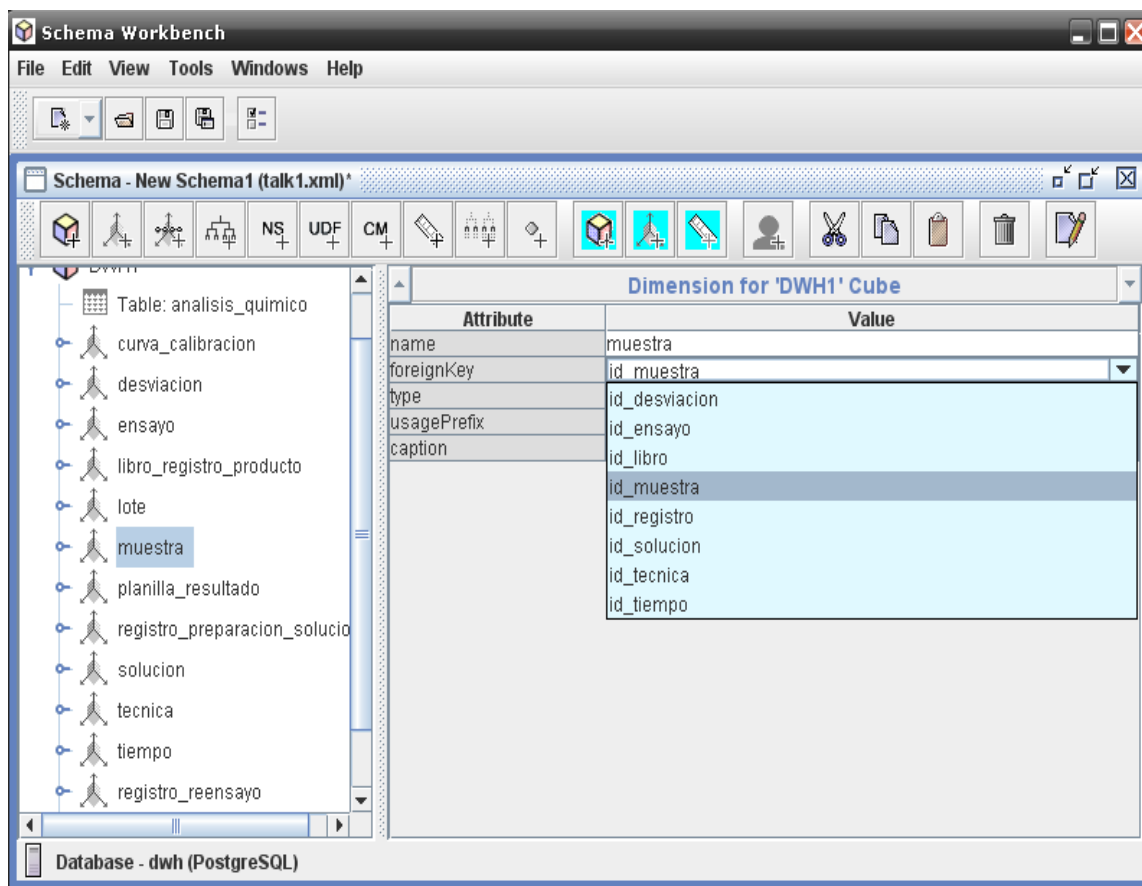 Schema Workbench
File Edit View Tools Windows Help
Schema - New Schema1 (talk1.xml)*
NS UDF CM
DWH1
Table: analisis_quimico
curva_calibracion
desviacion
ensayo
libro_registro_producto
lote
muestra
planilla_resultado
registro_preparacion_solucio
solucion
tecnica
tiempo
registro_reensayo
Dimension for 'DWH1' Cube
Attribute Value
name muestra
foreignKey id_muestra
type
usagePrefix
caption
id_desviacion
id_ensayo
id_libro
id_muestra
id_registro
id_solucion
id_tecnica
id_tiempo
Database - dwh (PostgreSQL)